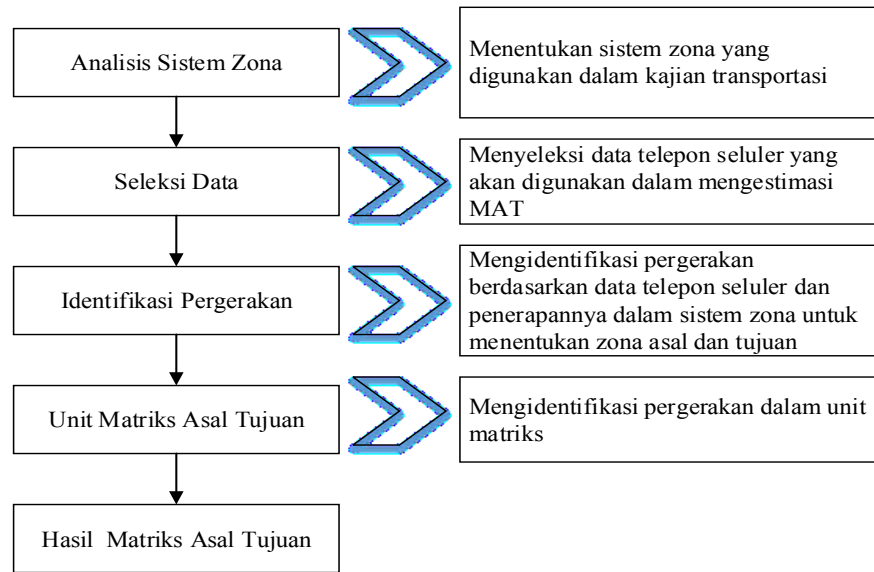 Analisis Sistem Zona
Menentukan sistem zona yang
digunakan dalam kajian transportasi
Seleksi Data
Menyeleksi data telepon seluler yang
akan digunakan dalam mengestimasi
MAT
Identifikasi Pergerakan
Mengidentifikasi pergerakan
berdasarkan data telepon seluler dan
penerapannya dalam sistem zona untuk
menentukan zona asal dan tujuan
Unit Matriks Asal Tujuan
Mengidentifikasi pergerakan dalam unit
matriks
Hasil Matriks Asal Tujuan